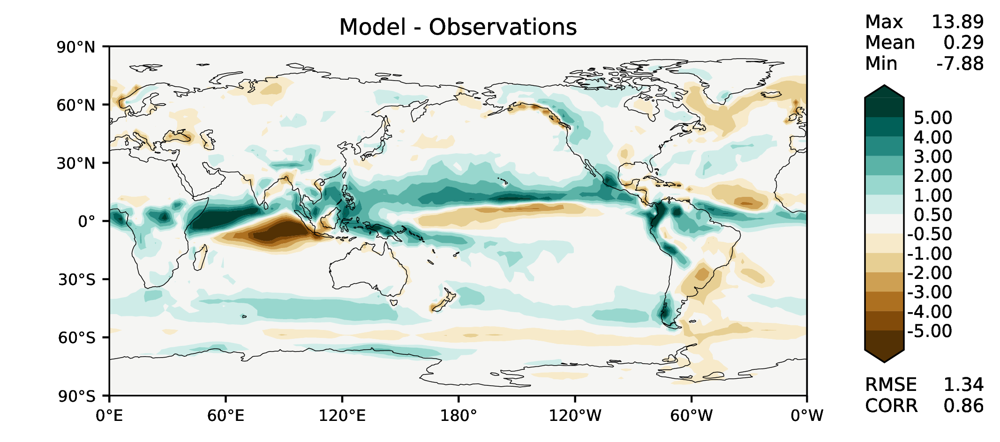 Model - Observations
Max 13.89
Mean 0.29
Min -7.88
90°N
60°N
30°N
0°
30°S
60°S
90°S
0°E 60°E 120°E 180° 120°W 60°W 0°W
5.00
4.00
3.00
2.00
1.00
0.50
-0.50
-1.00
-2.00
-3.00
-4.00
-5.00
RMSE 1.34
CORR 0.86